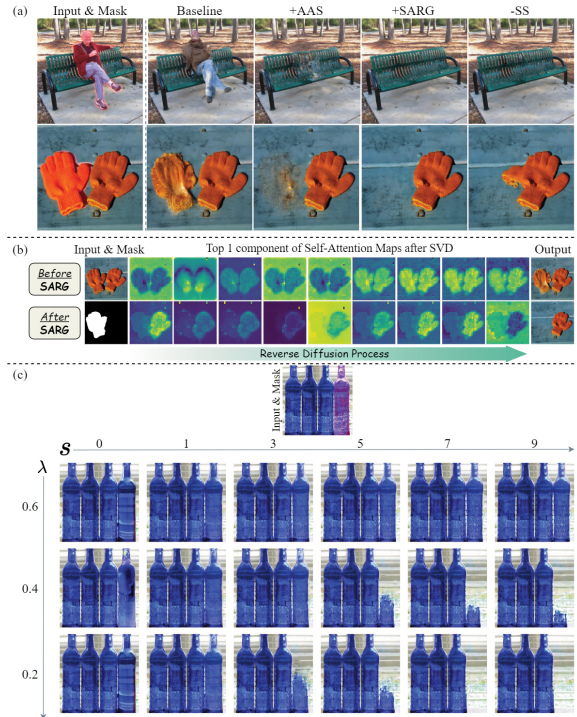 (a)
Input & Mask Baseline +AAS +SARG -SS
(b)
Input & Mask Top 1 component of Self-Attention Maps after SVD Output
Before
SARG
After
SARG
Reverse Diffusion Process
(c)
Input & Mask
S 0 1 3 5 7 9
λ
0.6
0.4
0.2